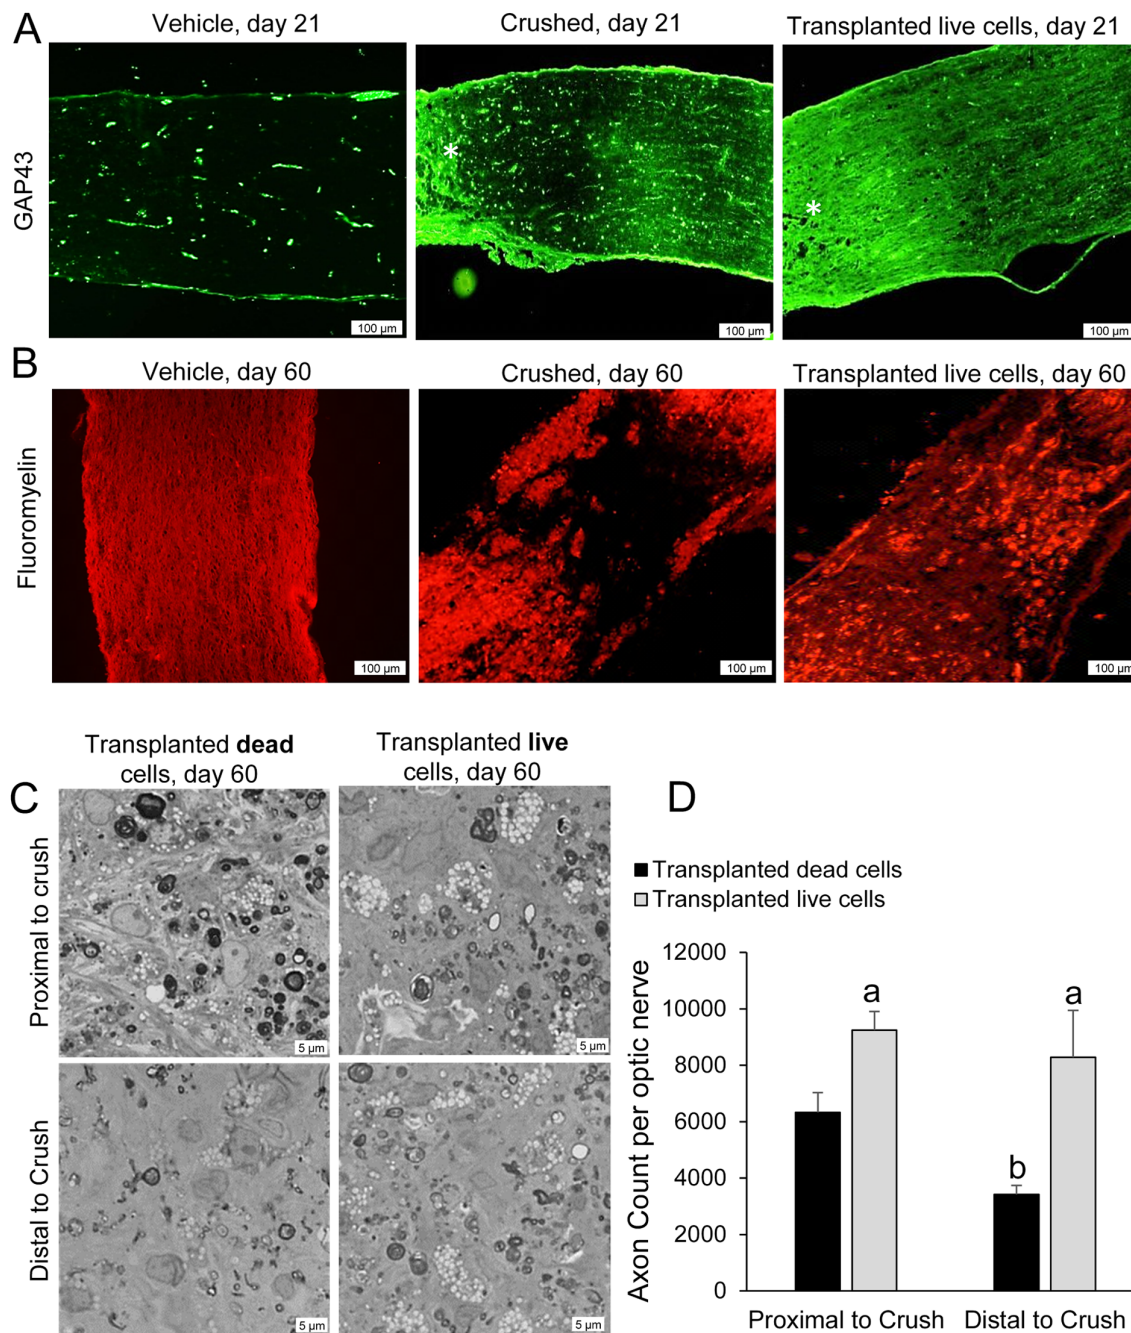 A
Vehicle, day 21
Crushed, day 21
Transplanted live cells, day 21
GAP43
*
*
100 µm
100 µm
100 µm
B
Vehicle, day 60
Crushed, day 60
Transplanted live cells, day 60
Fluoromyelin
100 µm
100 µm
100 µm
C
Transplanted dead
cells, day 60
Transplanted live
cells, day 60
Proximal to crush
5 µm
5 µm
Distal to Crush
5 µm
5 µm
D
Transplanted dead cells
Transplanted live cells
Axon Count per optic nerve
12000
10000
8000
6000
4000
2000
0
a
a
b
Proximal to Crush
Distal to Crush